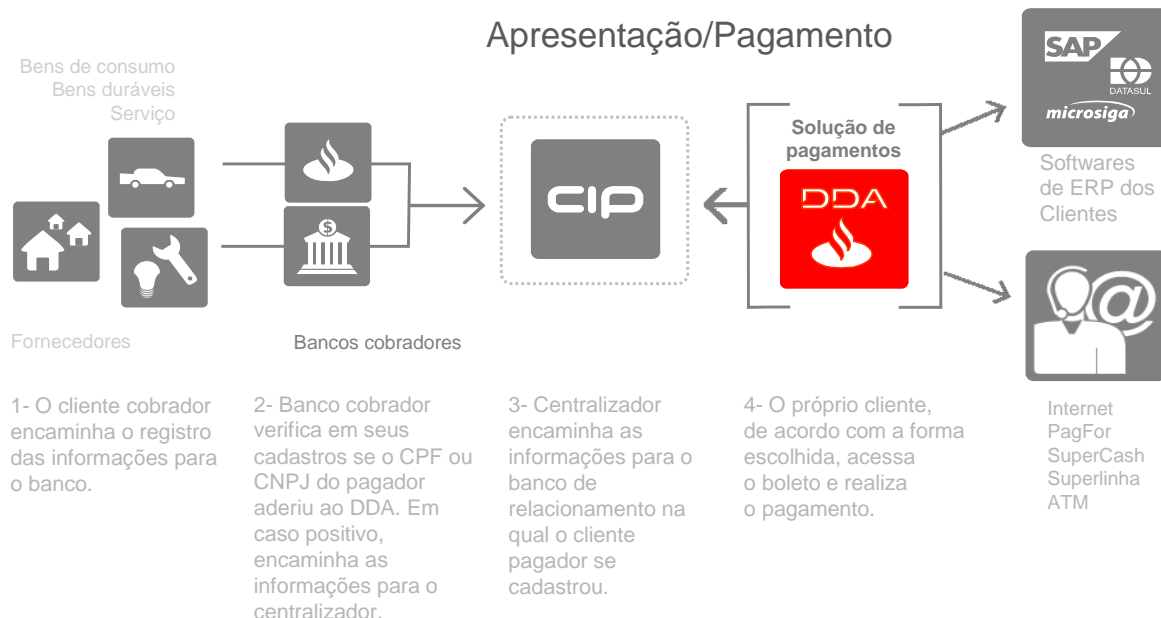 Apresentação/Pagamento
Bens de consumo
Bens duráveis
Serviço
$
CIP
Solução de
pagamentos
DDA
SAP
DATASUL
microsiga
Softwares
de ERP dos
Clientes
@
Fornecedores
Bancos cobradores
1- O cliente cobrador
encaminha o registro
das informações para
o banco.
2- Banco cobrador
verifica em seus
cadastros se o CPF ou
CNPJ do pagador
aderiu ao DDA. Em
caso positivo,
encaminha as
informações para o
centralizador.
3- Centralizador
encaminha as
informações para o
banco de
relacionamento na
qual o cliente
pagador se
cadastrou.
4- O próprio cliente,
de acordo com a forma
escolhida, acessa
o boleto e realiza
o pagamento.
Internet
PagFor
SuperCash
Superlinha
ATM